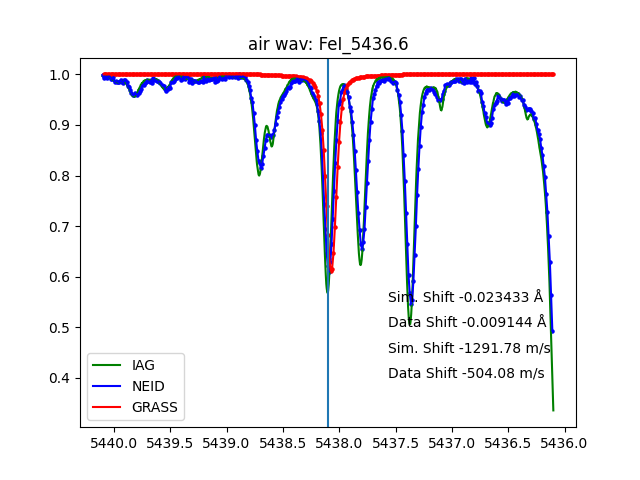 air wav: FeI_5436.6
1.0
0.9
0.8
0.7
0.6
0.5
0.4
Sim. Shift -0.023433 Å
Data Shift -0.009144 Å
Sim. Shift -1291.78 m/s
Data Shift -504.08 m/s
IAG
NEID
GRASS
5440.0 5439.5 5439.0 5438.5 5438.0 5437.5 5437.0 5436.5 5436.0